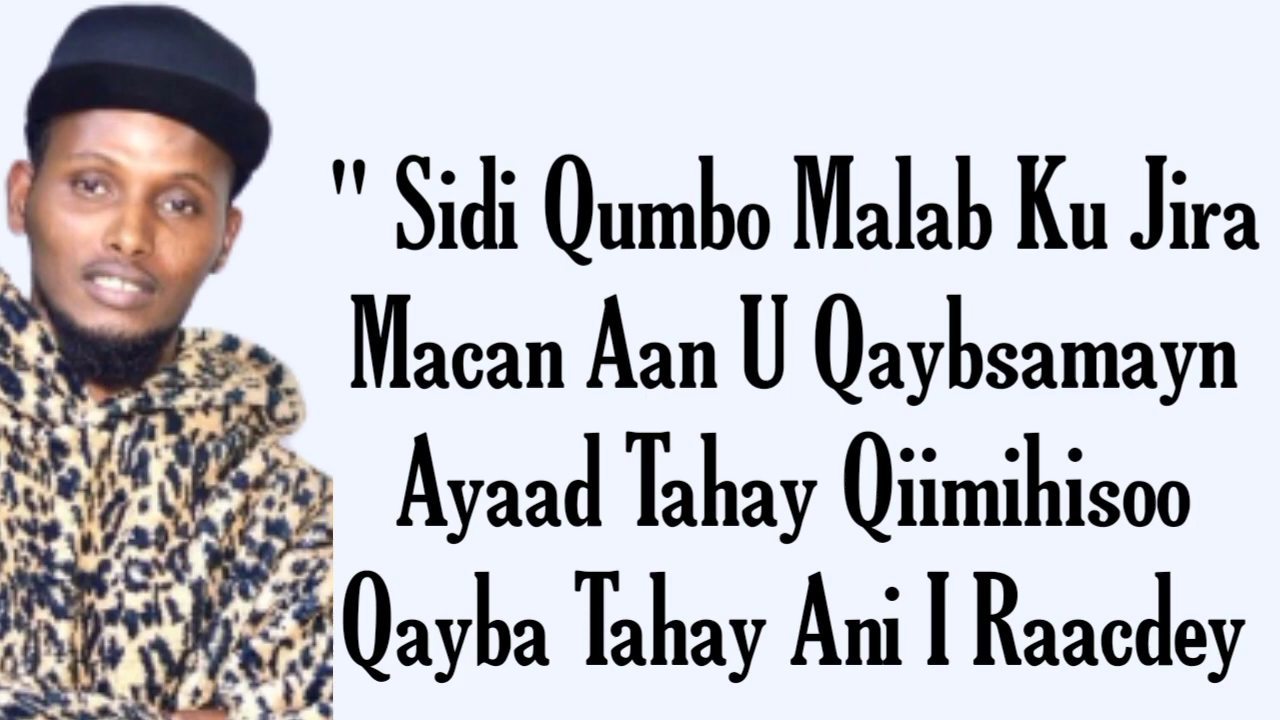 " Sidi Qumbo Malab Ku Jira
Macan Aan U Qaybsamayn
Ayaad Tahay Qiimihisoo
Qayba Tahay Ani I Raacdey